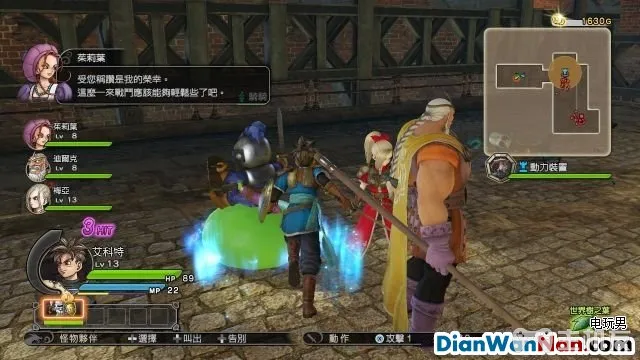 1630G
茱莉葉
受您稱讚是我的榮幸。
這麼一來戰鬥應該能夠輕鬆些了吧。
茱莉葉
Lv 8
迪爾克
Lv 8
梅亞
Lv 13
動力裝置
3 HIT
艾科特
Lv 13
HP 89
MP 22
世界樹之葉
电玩男
DianWanNan.com
怪物夥伴 選擇 叫出 告別 動作 攻擊1